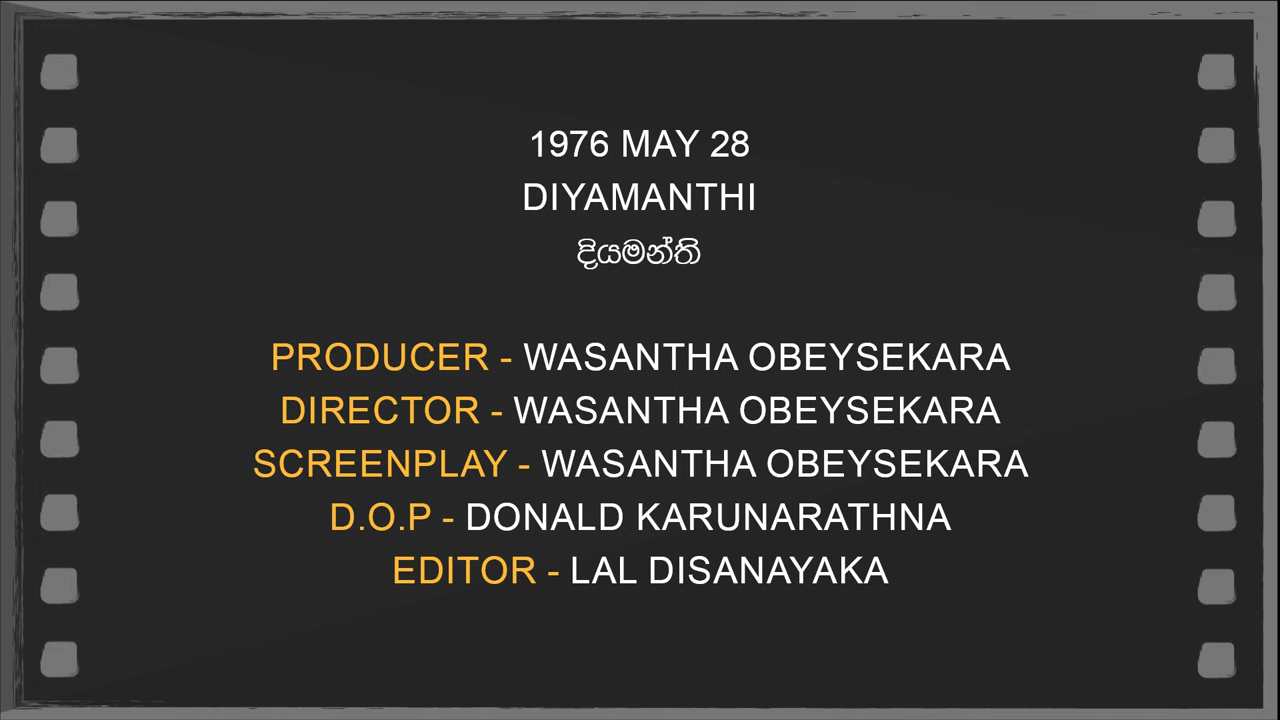 1976 MAY 28
DIYAMANTHI
දියමන්ති
PRODUCER - WASANTHA OBEYSEKARA
DIRECTOR - WASANTHA OBEYSEKARA
SCREENPLAY - WASANTHA OBEYSEKARA
D.O.P - DONALD KARUNARATHNA
EDITOR - LAL DISANAYAKA